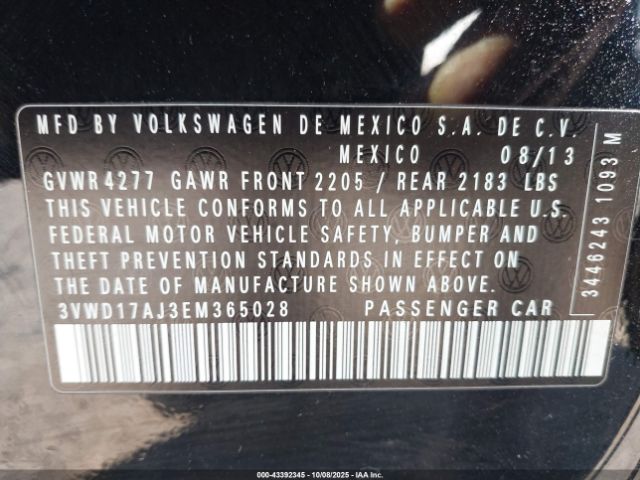 MFD BY VOLKSWAGEN DE MEXICO S.A. DE C.V.
MEXICO 08/13
GVWR 4277 GAWR FRONT 2205 / REAR 2183 LBS
THIS VEHICLE CONFORMS TO ALL APPLICABLE U.S.
FEDERAL MOTOR VEHICLE SAFETY, BUMPER AND
THEFT PREVENTION STANDARDS IN EFFECT ON
THE DATE OF MANUFACTURE SHOWN ABOVE
3VWD17AJ3EM365028 PASSENGER CAR
3446243 1093 M
000-43392345 | 10/08/2025 - IAAI.COM